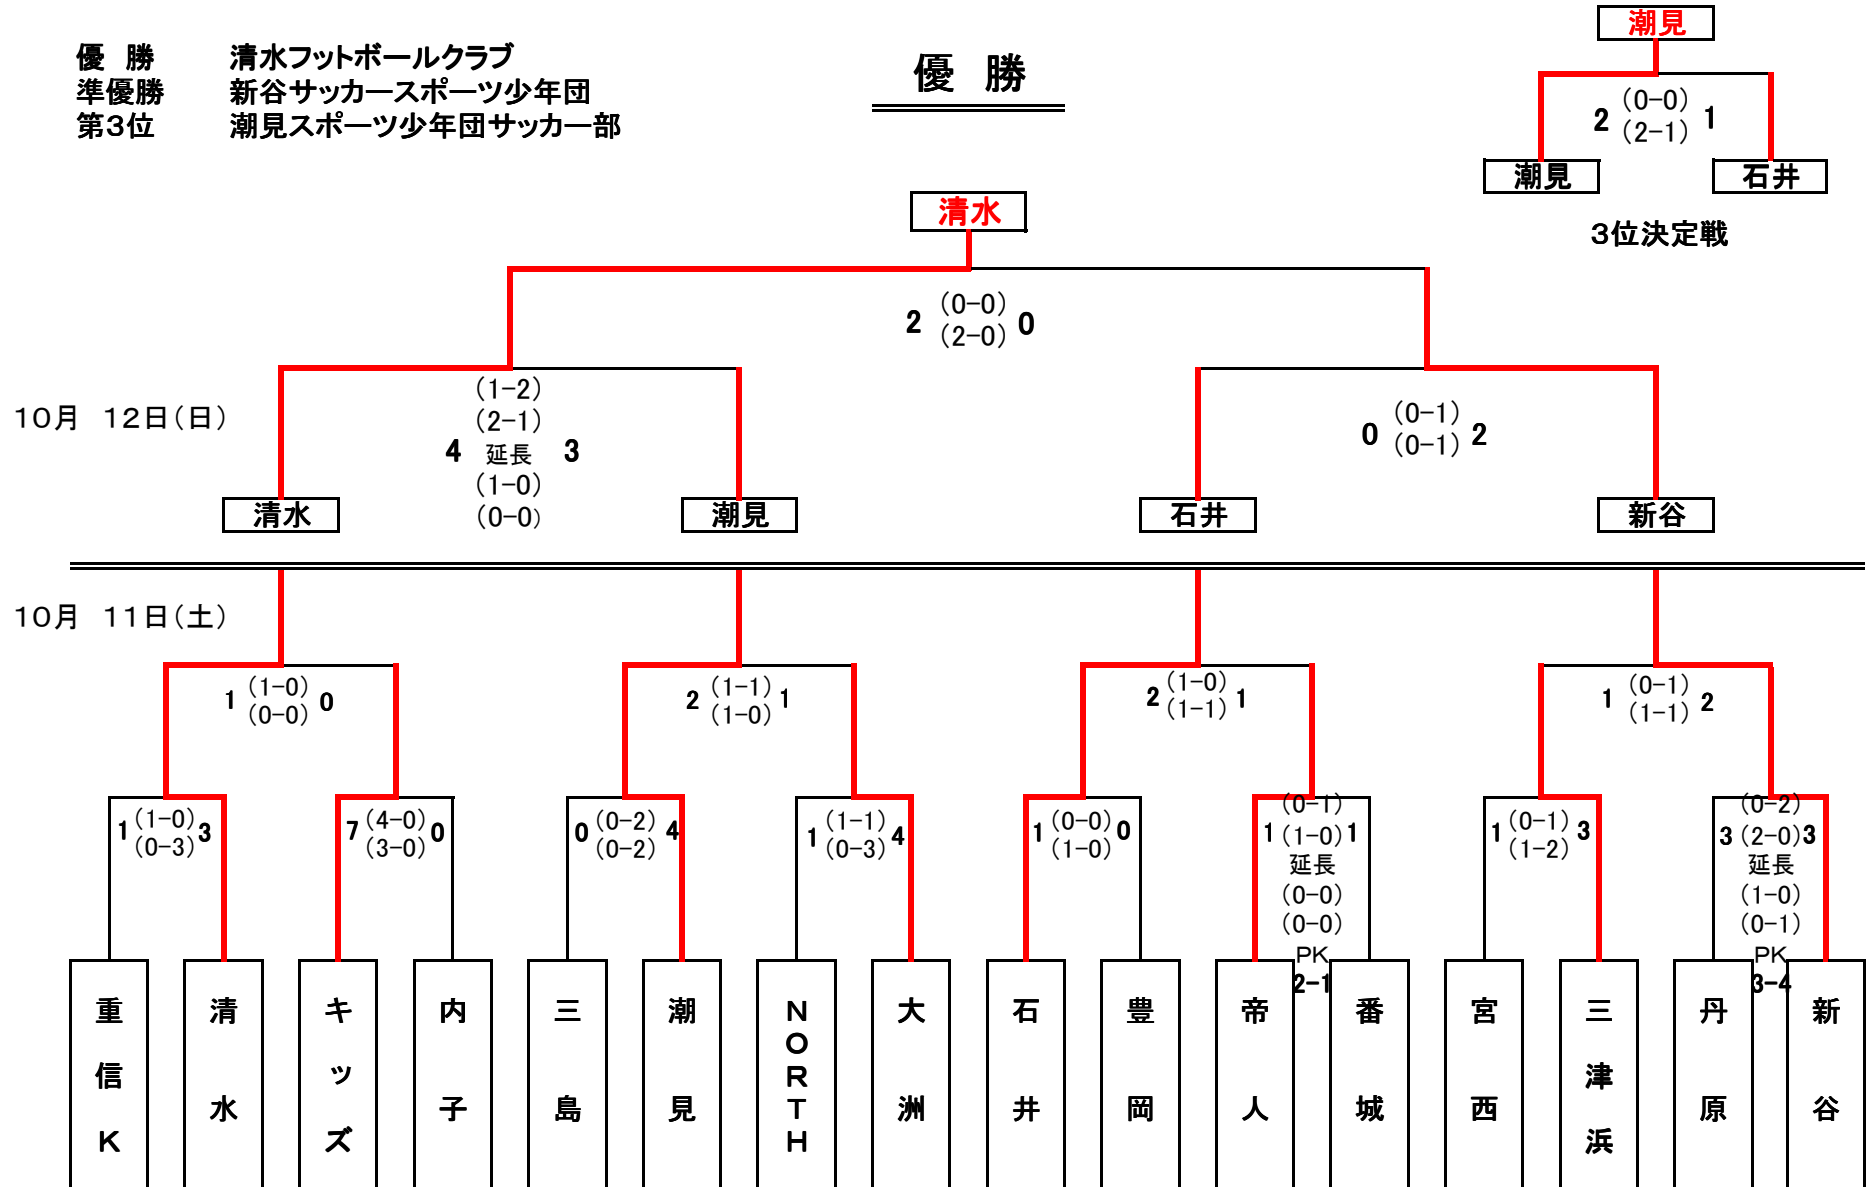 優　勝　清水フットボールクラブ
準優勝　新谷サッカースポーツ少年団
第3位　潮見スポーツ少年団サッカー部
優　勝
潮見
2 (0-0) 1
(2-1)
潮見　石井
3位決定戦
清水
2 (0-0) 0
(2-0)
10月　12日(日)
(1-2)
(2-1)
4 延長 3
(1-0)
(0-0)
0 (0-1) 2
(0-1)
清水　潮見　石井　新谷
10月　11日(土)
1 (1-0) 0
(0-0)
2 (1-1) 1
(1-0)
2 (1-0) 1
(1-1)
1 (0-1) 2
(1-1)
1 (1-0) 3
(0-3)
7 (4-0) 0
(3-0)
0 (0-2) 4
(0-2)
1 (1-1) 4
(0-3)
1 (0-0) 0
(1-0)
(0-1)
1 (1-0) 1
延長
(0-0)
(0-0)
PK
2-1
1 (0-1) 3
(1-2)
(0-2)
3 (2-0) 3
延長
(1-0)
(0-1)
PK
3-4
重信K
清水
キッズ
内子
三島
潮見
NORTH
大洲
石井
豊岡
帝人
番城
宮西
三津浜
丹原
新谷